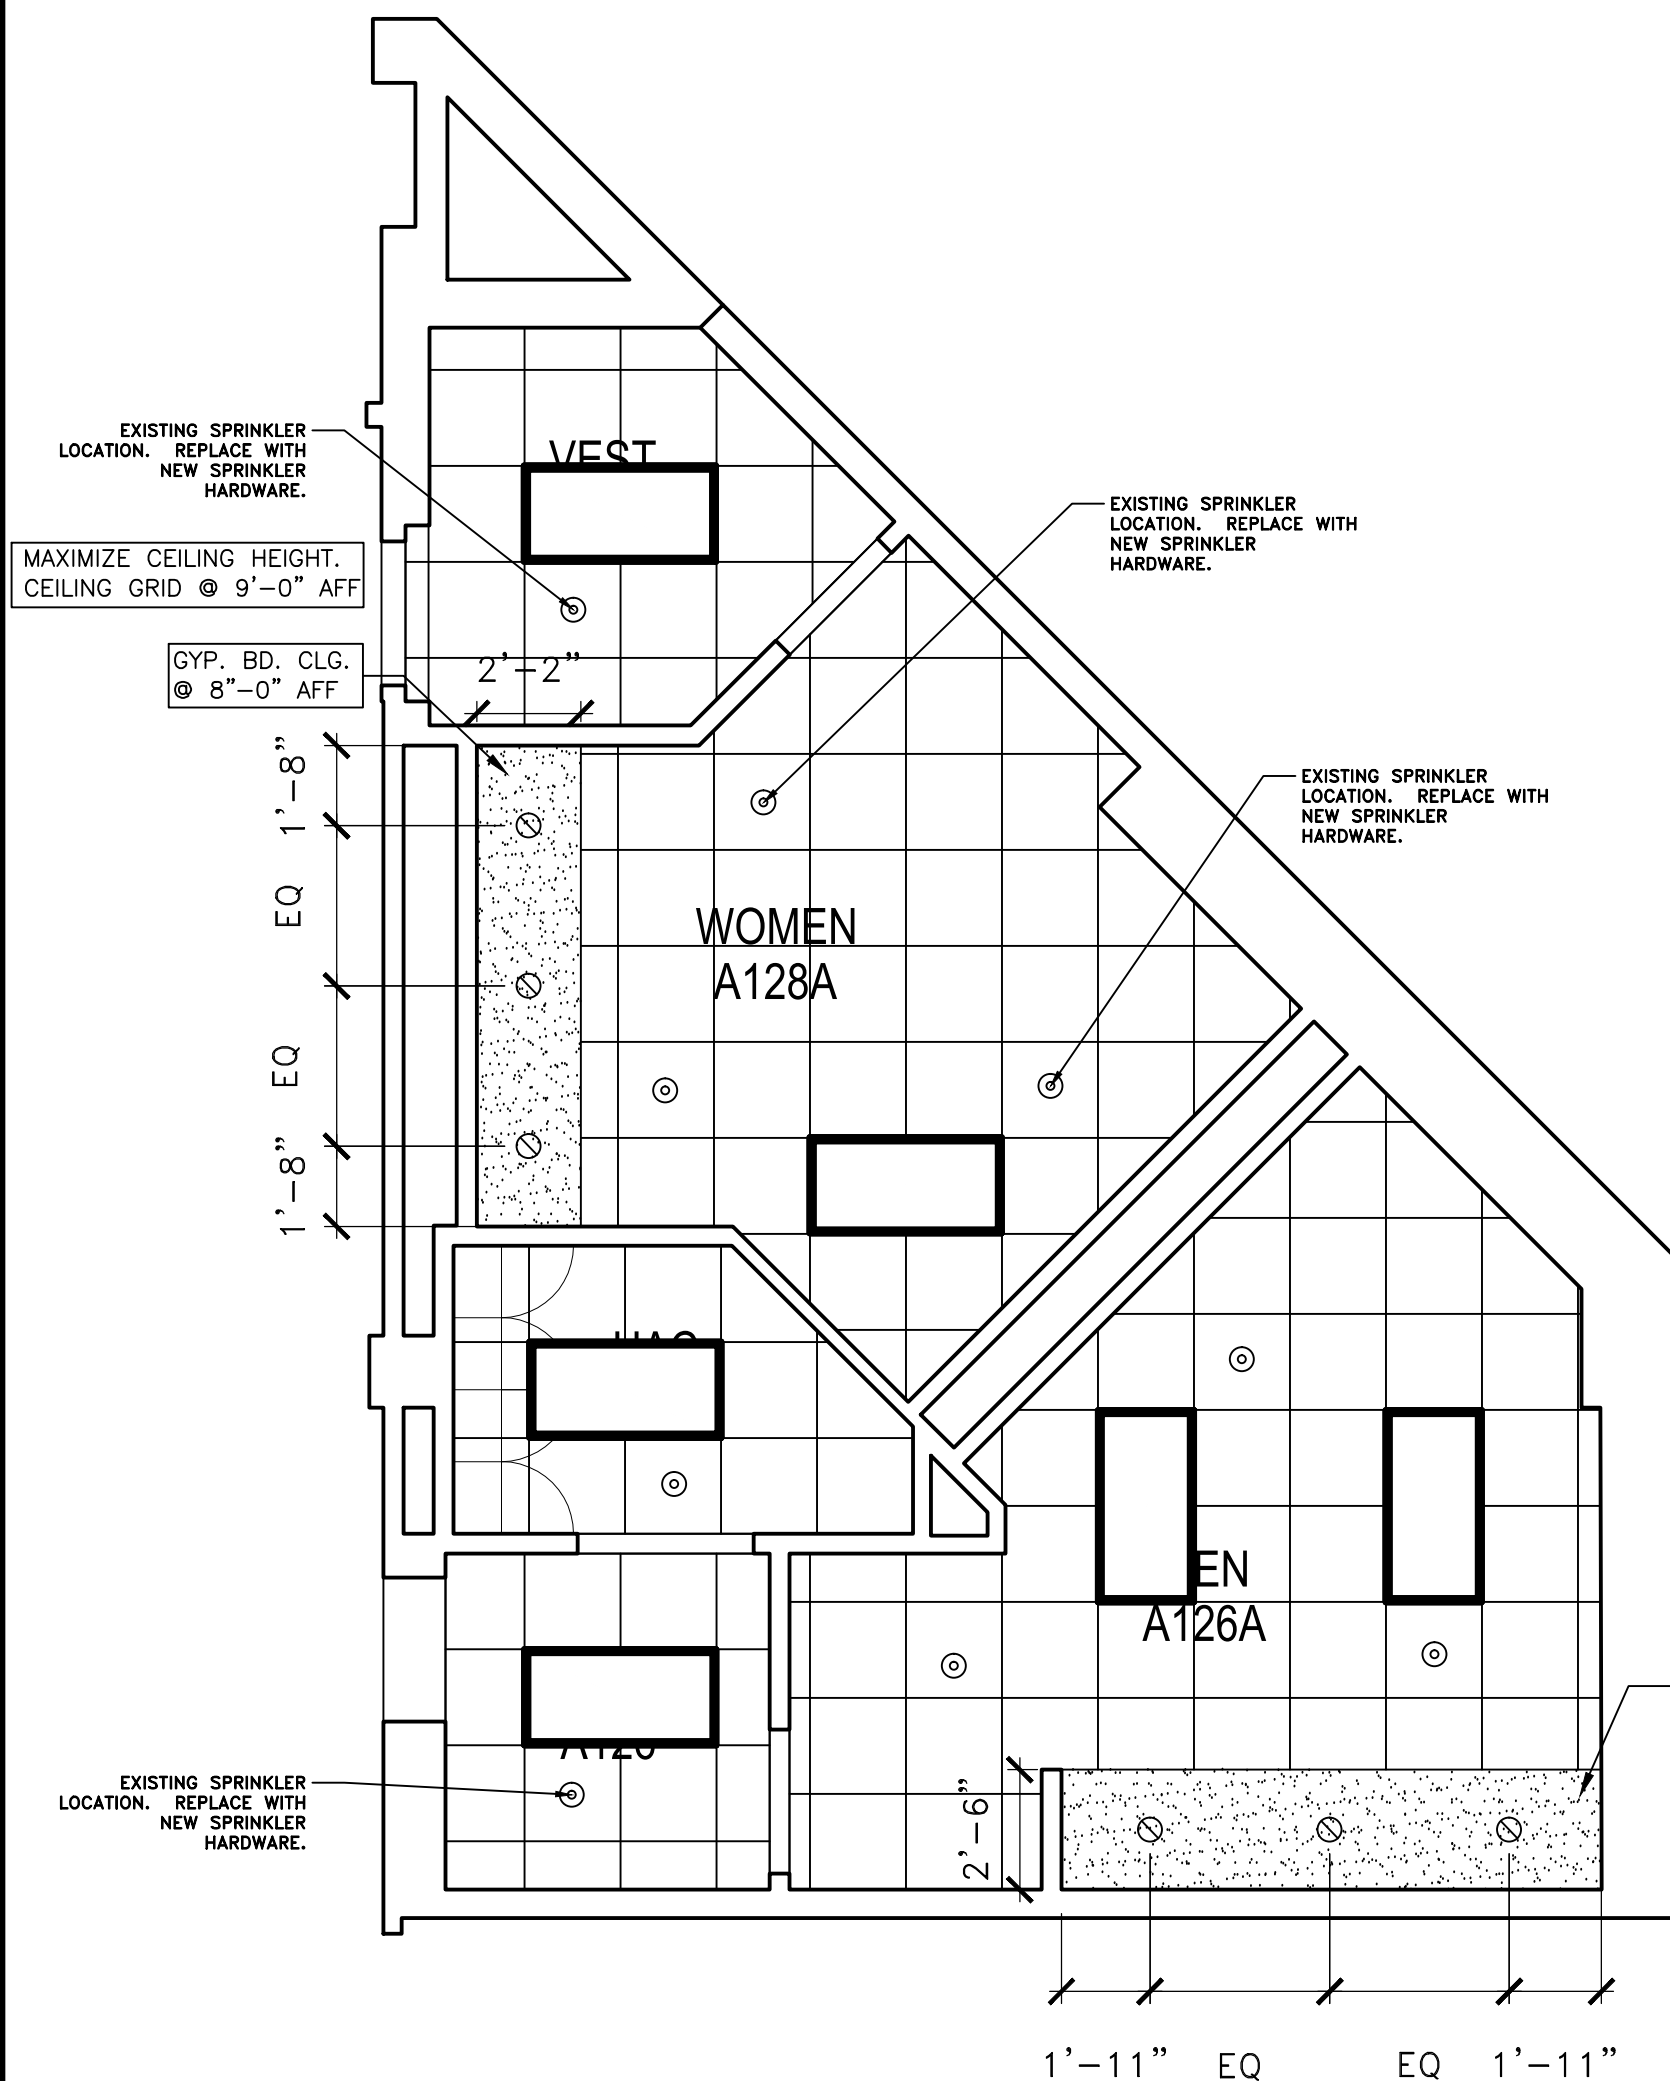 VEST
EXISTING SPRINKLER
LOCATION. REPLACE WITH
NEW SPRINKLER
HARDWARE.
EXISTING SPRINKLER
LOCATION. REPLACE WITH
NEW SPRINKLER
HARDWARE.
MAXIMIZE CEILING HEIGHT.
CEILING GRID @ 9'-0" AFF
GYP. BD. CLG.
@ 8"-0" AFF
2'-2"
1'-8"
EQ
EQ
1'-8"
EXISTING SPRINKLER
LOCATION. REPLACE WITH
NEW SPRINKLER
HARDWARE.
WOMEN
A128A
EN
A126A
EXISTING SPRINKLER
LOCATION. REPLACE WITH
NEW SPRINKLER
HARDWARE.
2'-6"
1'-11" EQ EQ 1'-11"